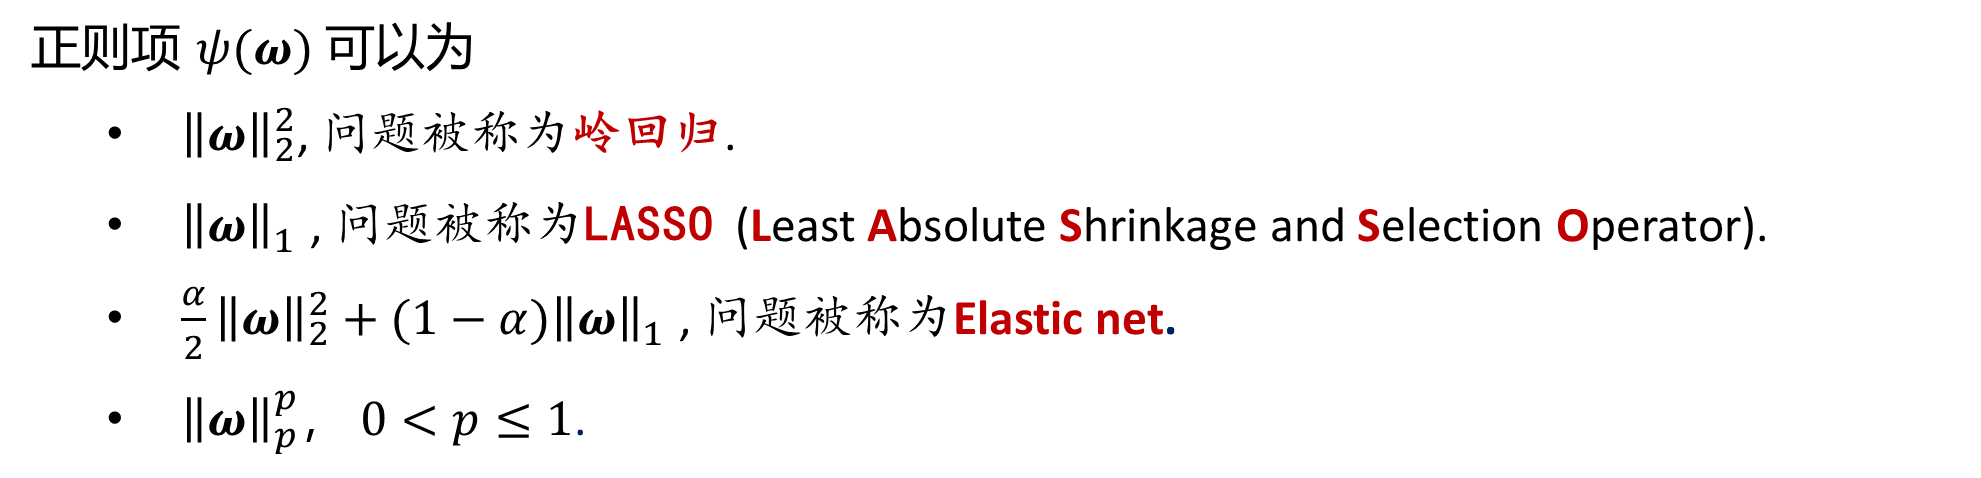 正则项 ψ(ω) 可以为
• ‖ω‖₂², 问题被称为岭回归.
• ‖ω‖₁ , 问题被称为LASSO (Least Absolute Shrinkage and Selection Operator).
• α/2 ‖ω‖₂² + (1 − α)‖ω‖₁ , 问题被称为Elastic net.
• ‖ω‖ₚᵖ, 0 < p ≤ 1.